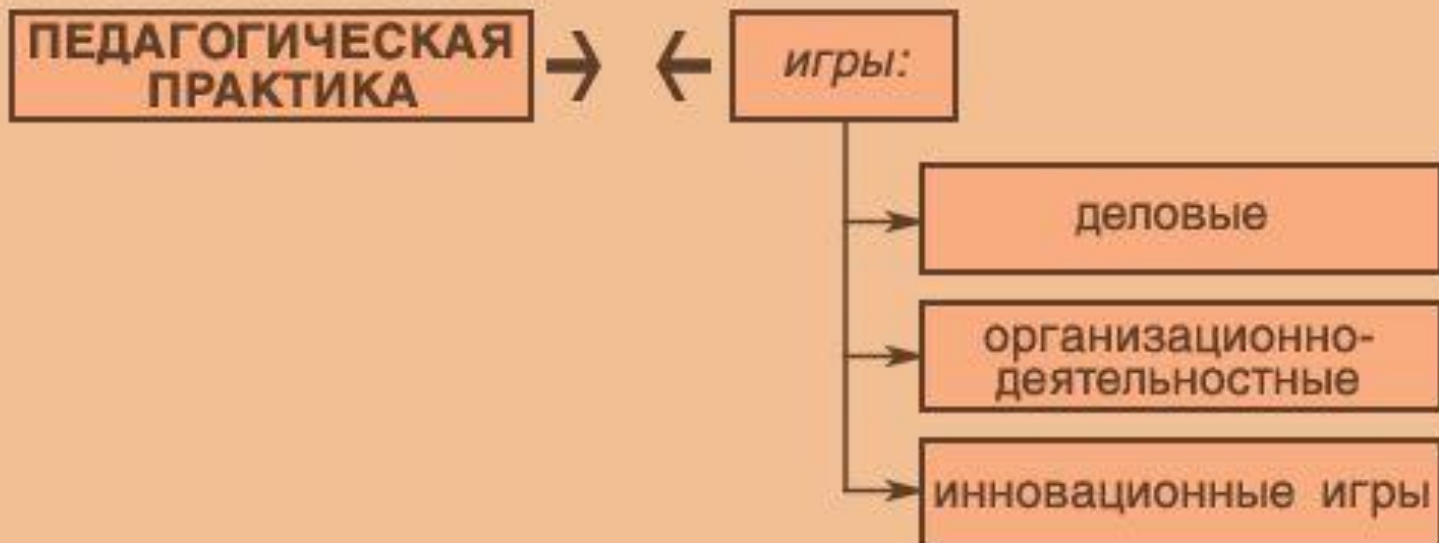 ПЕДАГОГИЧЕСКАЯ
ПРАКТИКА
игры:
деловые
организационно-
деятельностные
инновационные игры